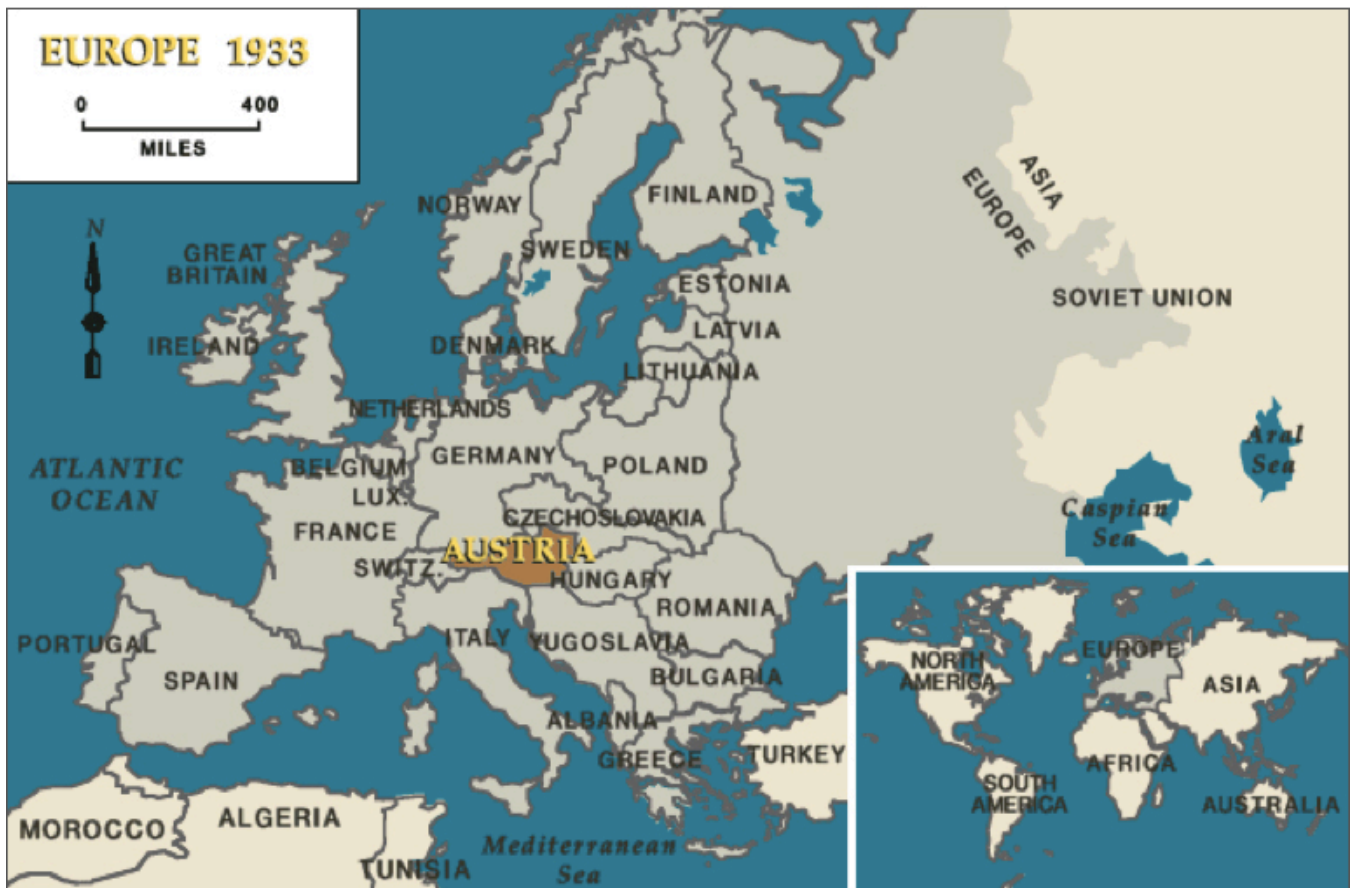 EUROPE 1933
0 400
MILES
N
NORWAY
FINLAND
SWEDEN
ASIA
EUROPE
GREAT
BRITAIN
ESTONIA
SOVIET UNION
LATVIA
IRELAND
DENMARK
LITHUANIA
NETHERLANDS
ATLANTIC
OCEAN
BELGIUM
GERMANY
POLAND
LUX.
Aral
Sea
FRANCE
CZECHOSLOVAKIA
Caspian
Sea
AUSTRIA
SWITZ.
HUNGARY
ROMANIA
PORTUGAL
SPAIN
ITALY
YUGOSLAVIA
BULGARIA
ALBANIA
GREECE
TURKEY
MOROCCO
ALGERIA
TUNISIA
Mediterranean
Sea
NORTH
AMERICA
EUROPE
ASIA
AFRICA
SOUTH
AMERICA
AUSTRALIA